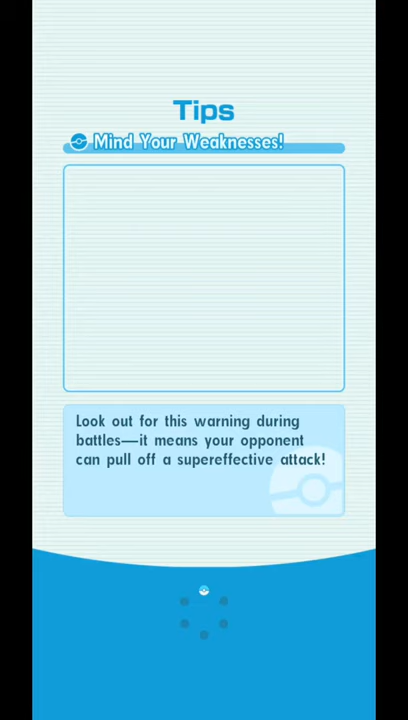 Tips
Mind Your Weaknesses!
Look out for this warning during
battles—it means your opponent
can pull off a supereffective attack!